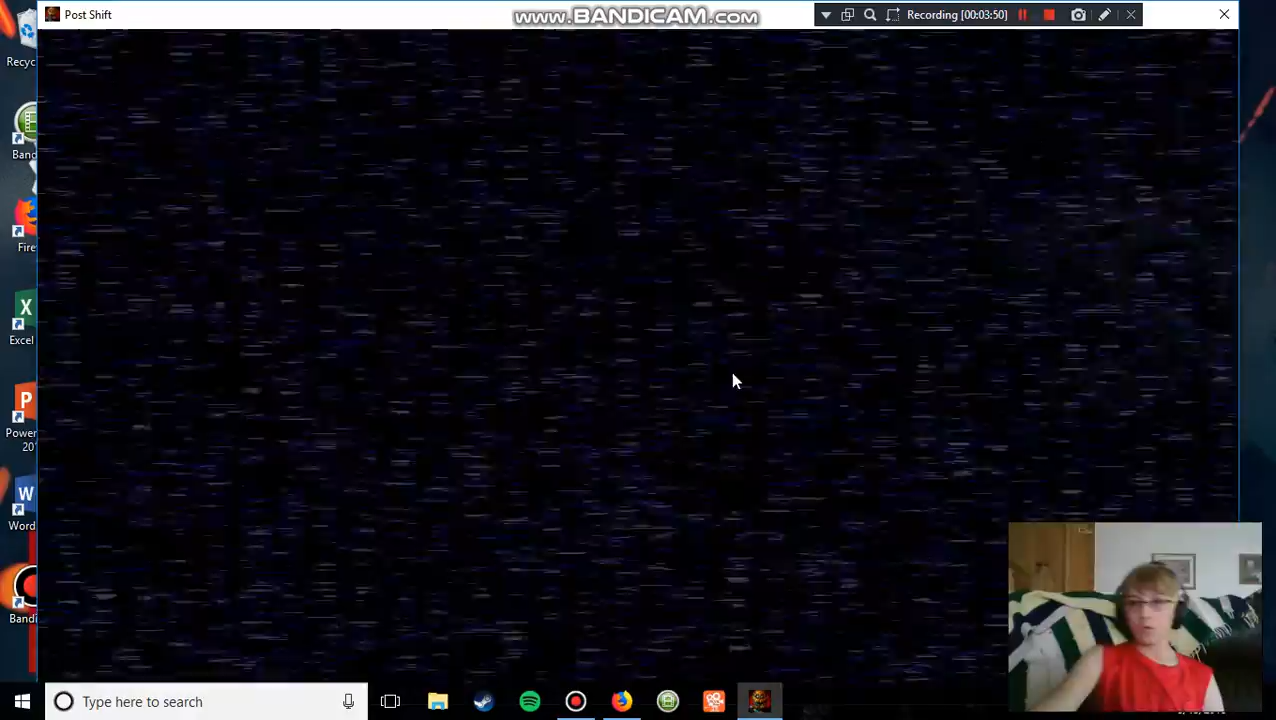 Post Shift
www.BANDICAM.com
Recording [00:03:50]
Recyc
Band
Firef
X
Excel
P
Power
20
W
Word
Bandi
Type here to search